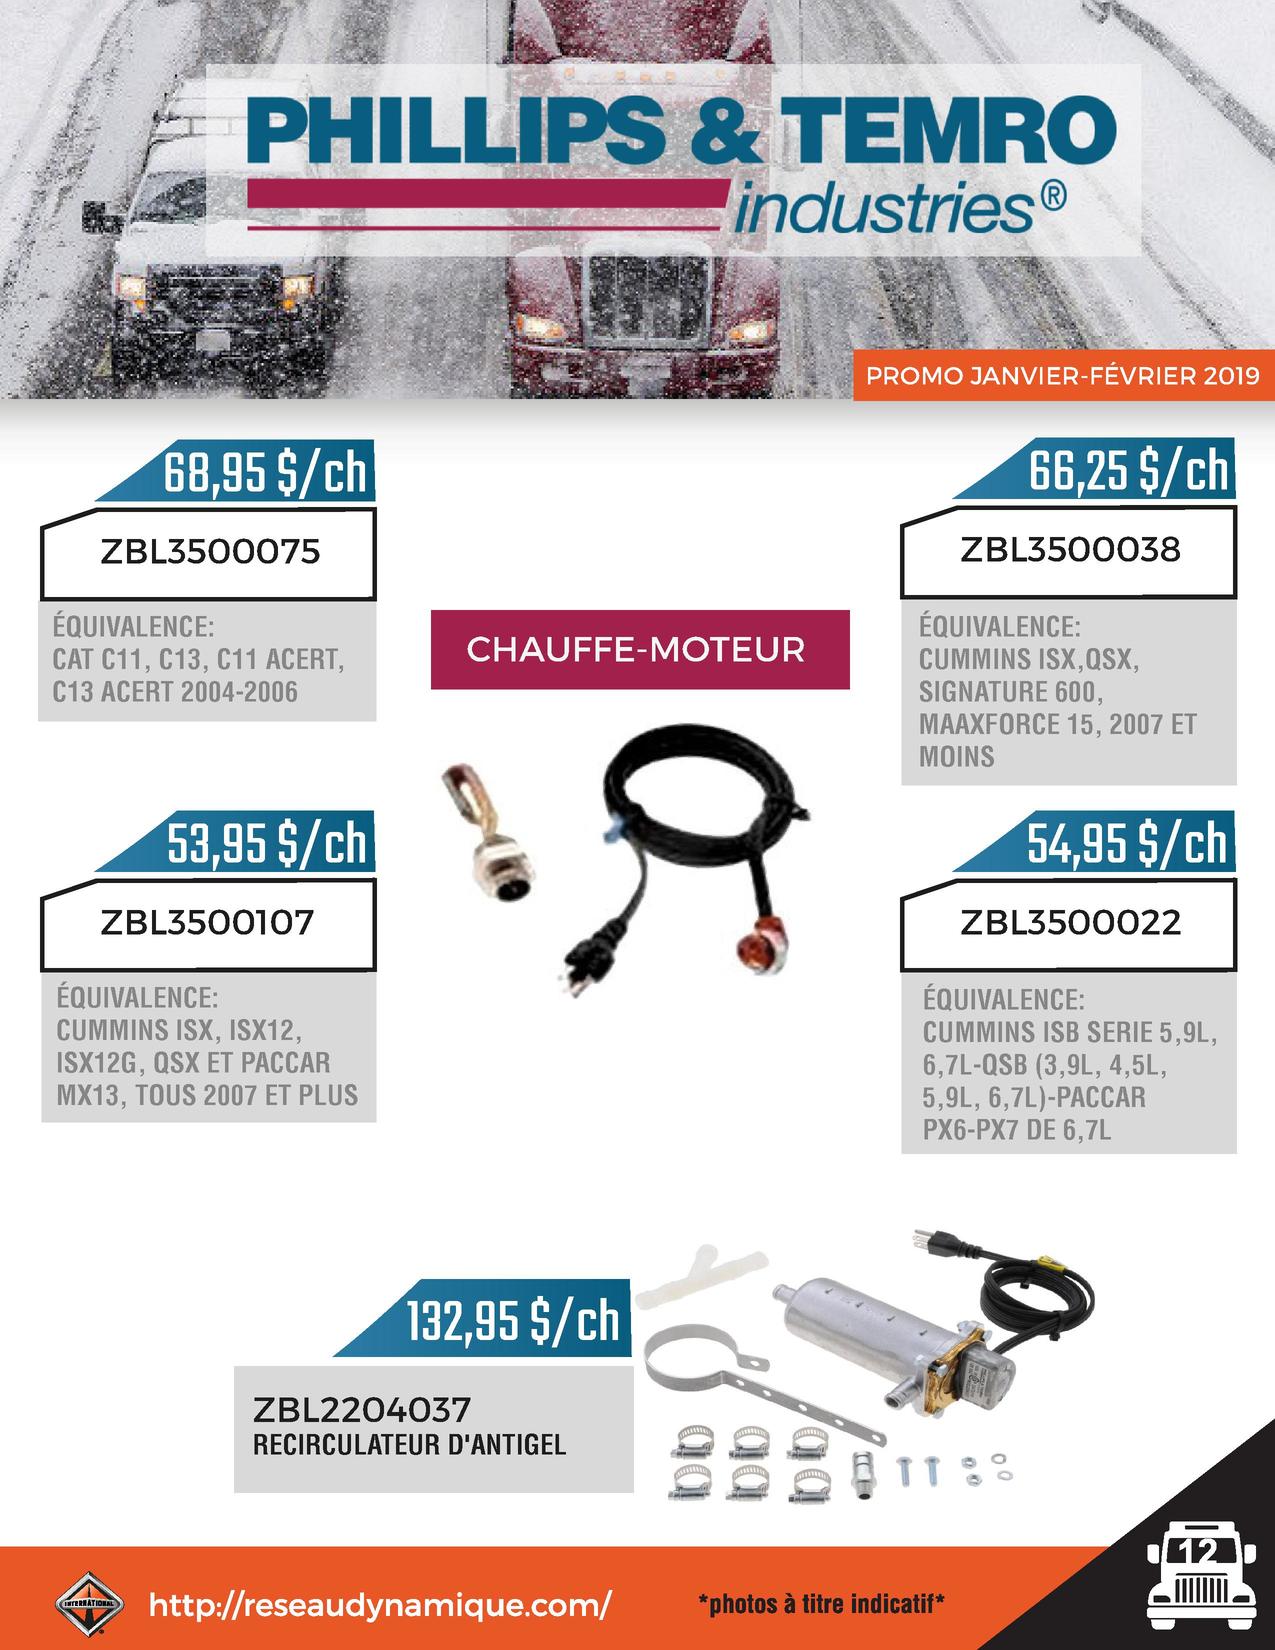 PHILLIPS & TEMRO
industries®
PROMO JANVIER-FÉVRIER 2019
68,95 $/ch
ZBL3500075
ÉQUIVALENCE:
CAT C11, C13, C11 ACERT,
C13 ACERT 2004-2006
66,25 $/ch
ZBL3500038
ÉQUIVALENCE:
CUMMINS ISX,QSX,
SIGNATURE 600,
MAAXFORCE 15, 2007 ET
MOINS
CHAUFFE-MOTEUR
53,95 $/ch
ZBL3500107
ÉQUIVALENCE:
CUMMINS ISX, ISX12,
ISX12G, QSX ET PACCAR
MX13, TOUS 2007 ET PLUS
54,95 $/ch
ZBL3500022
ÉQUIVALENCE:
CUMMINS ISB SERIE 5,9L,
6,7L-QSB (3,9L, 4,5L,
5,9L, 6,7L)-PACCAR
PX6-PX7 DE 6,7L
132,95 $/ch
ZBL2204037
RECIRCULATEUR D'ANTIGEL
INTERNATIONAL®
http://reseaudynamique.com/
*photos à titre indicatif*
12